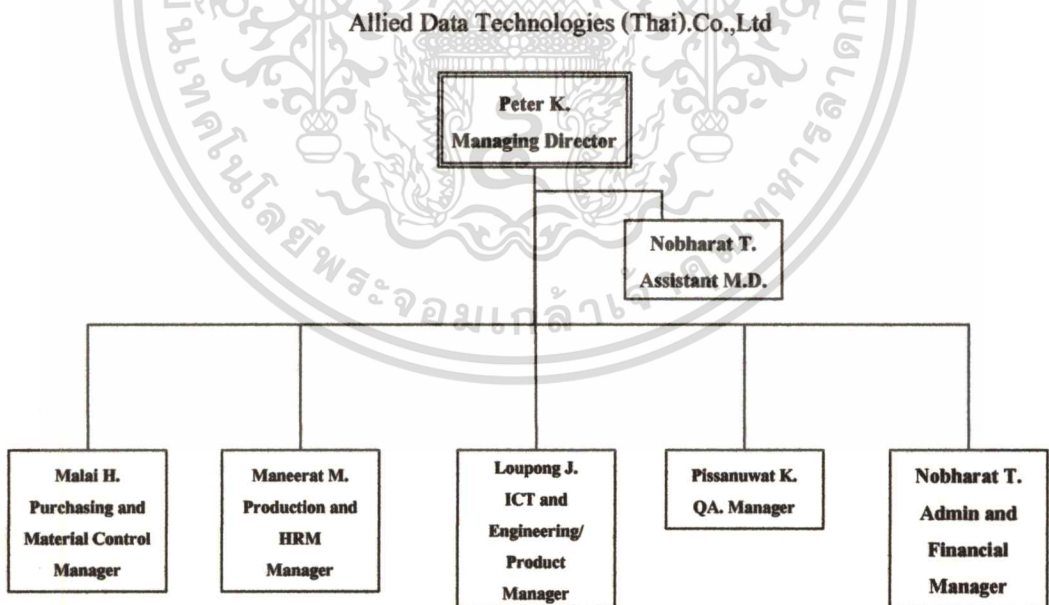 Allied Data Technologies (Thai).Co.,Ltd
Peter K.
Managing Director
Nobharat T.
Assistant M.D.
Malai H.
Purchasing and
Material Control
Manager
Maneerat M.
Production and
HRM
Manager
Loupong J.
ICT and
Engineering/
Product
Manager
Pissanuwat K.
QA. Manager
Nobharat T.
Admin and
Financial
Manager